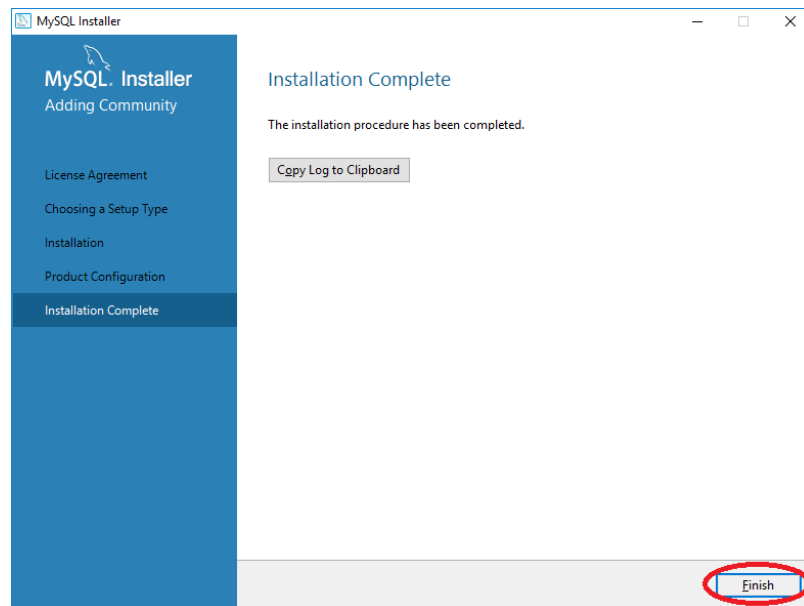 MySQL Installer
MySQL. Installer
Adding Community
License Agreement
Choosing a Setup Type
Installation
Product Configuration
Installation Complete
Installation Complete
The installation procedure has been completed.
Copy Log to Clipboard
Finish